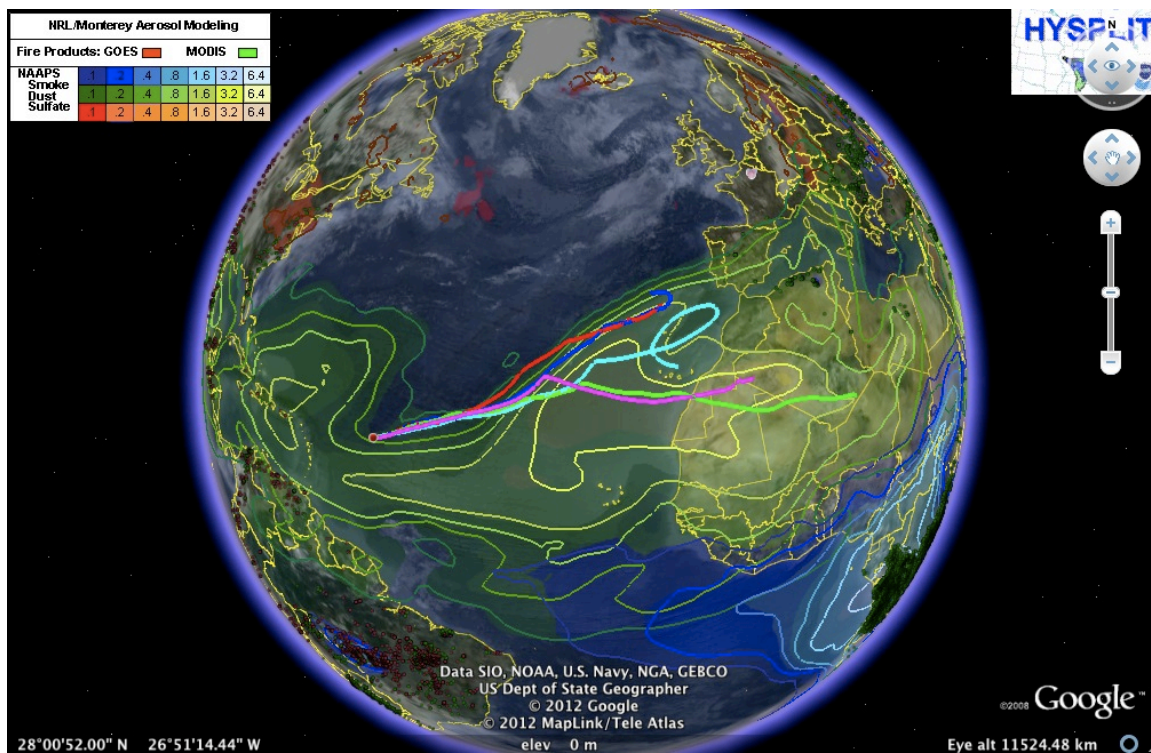 NRL/Monterey Aerosol Modeling
Fire Products: GOES MODIS
NAAPS
Smoke .1 .2 .4 .8 1.6 3.2 6.4
Dust .1 .2 .4 .8 1.6 3.2 6.4
Sulfate .1 .2 .4 .8 1.6 3.2 6.4
HYSPLIT
N
Data SIO, NOAA, U.S. Navy, NGA, GEBCO
US Dept of State Geographer
© 2012 Google
© 2012 MapLink/Tele Atlas
©2008 Google™
28°00'52.00" N 26°51'14.44" W elev 0 m Eye alt 11524.48 km